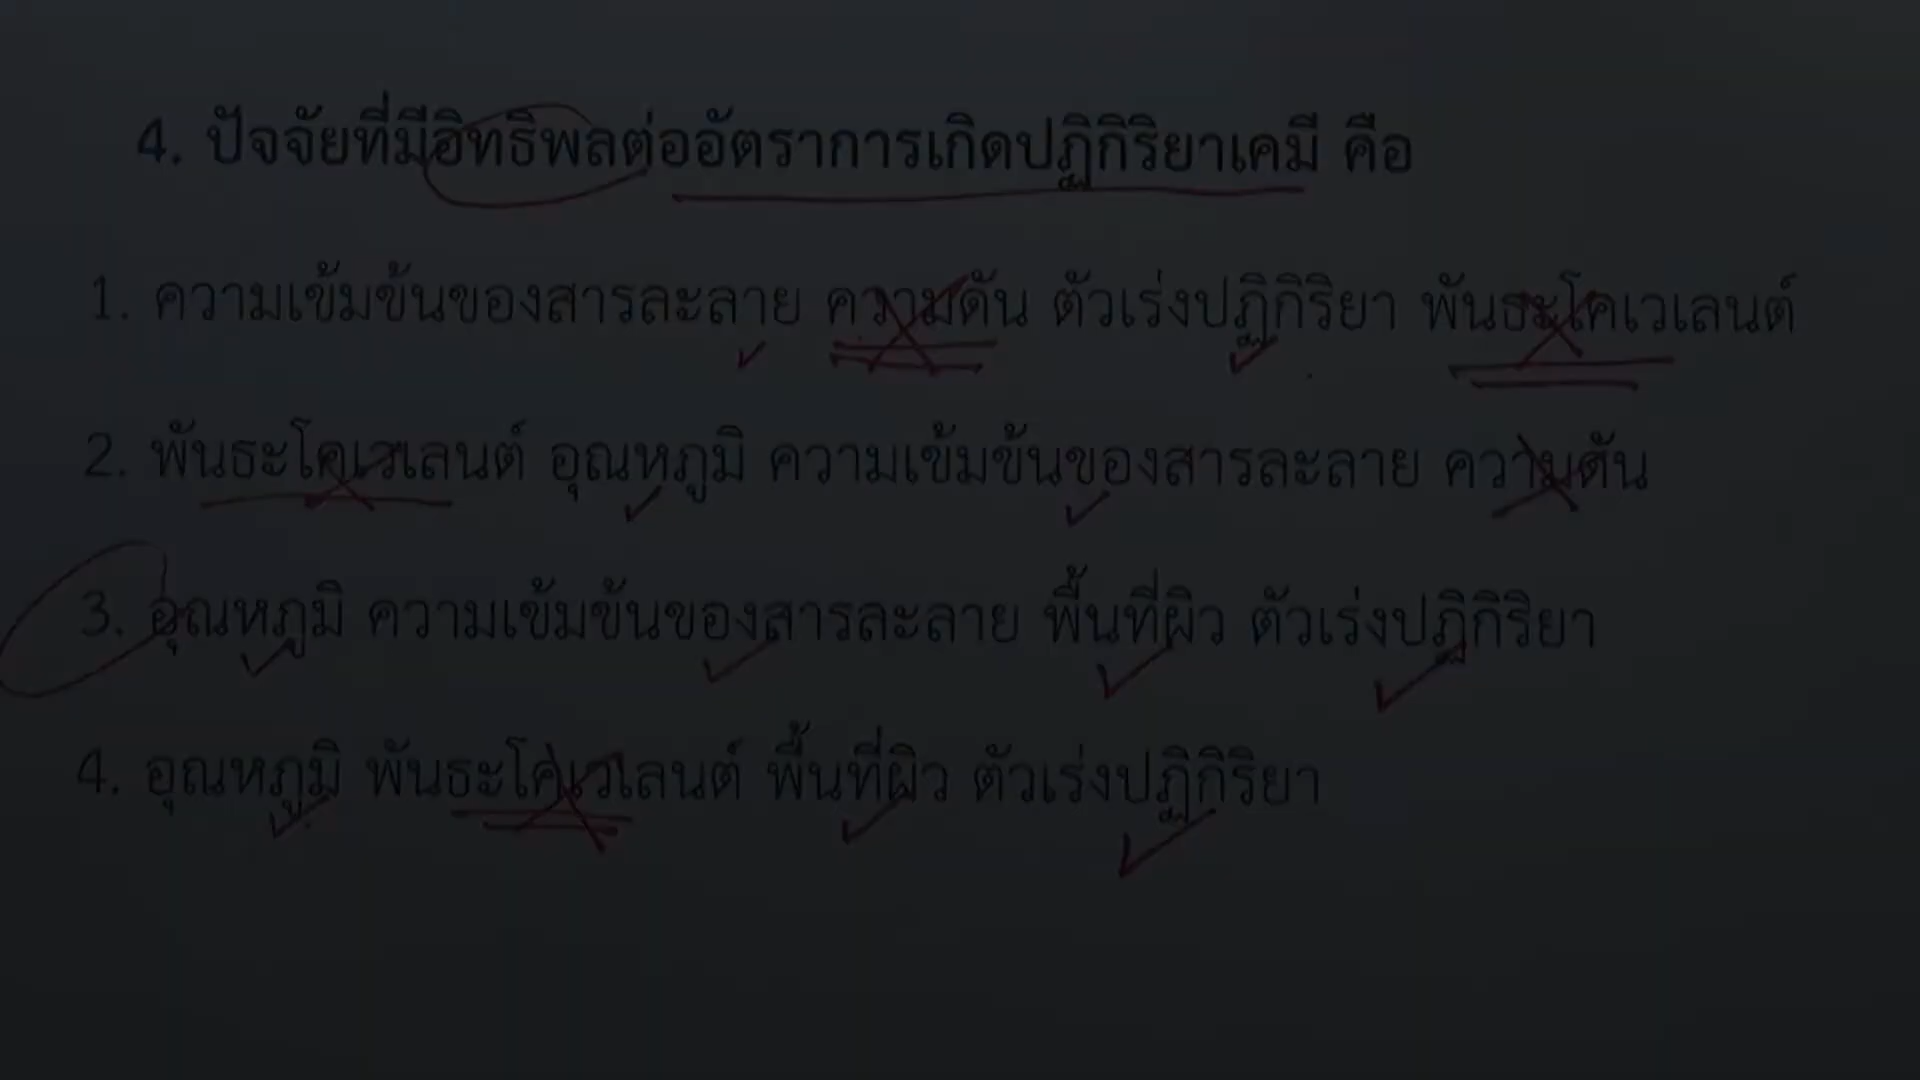 4. ปัจจัยที่มีอิทธิพลต่ออัตราการเกิดปฏิกิริยาเคมี คือ
1. ความเข้มข้นของสารละลาย ความดัน ตัวเร่งปฏิกิริยา พันธะโคเวเลนต์
2. พันธะโคเวเลนต์ อุณหภูมิ ความเข้มข้นของสารละลาย ความดัน
3. อุณหภูมิ ความเข้มข้นของสารละลาย พื้นที่ผิว ตัวเร่งปฏิกิริยา
4. อุณหภูมิ พันธะโคเวเลนต์ พื้นที่ผิว ตัวเร่งปฏิกิริยา